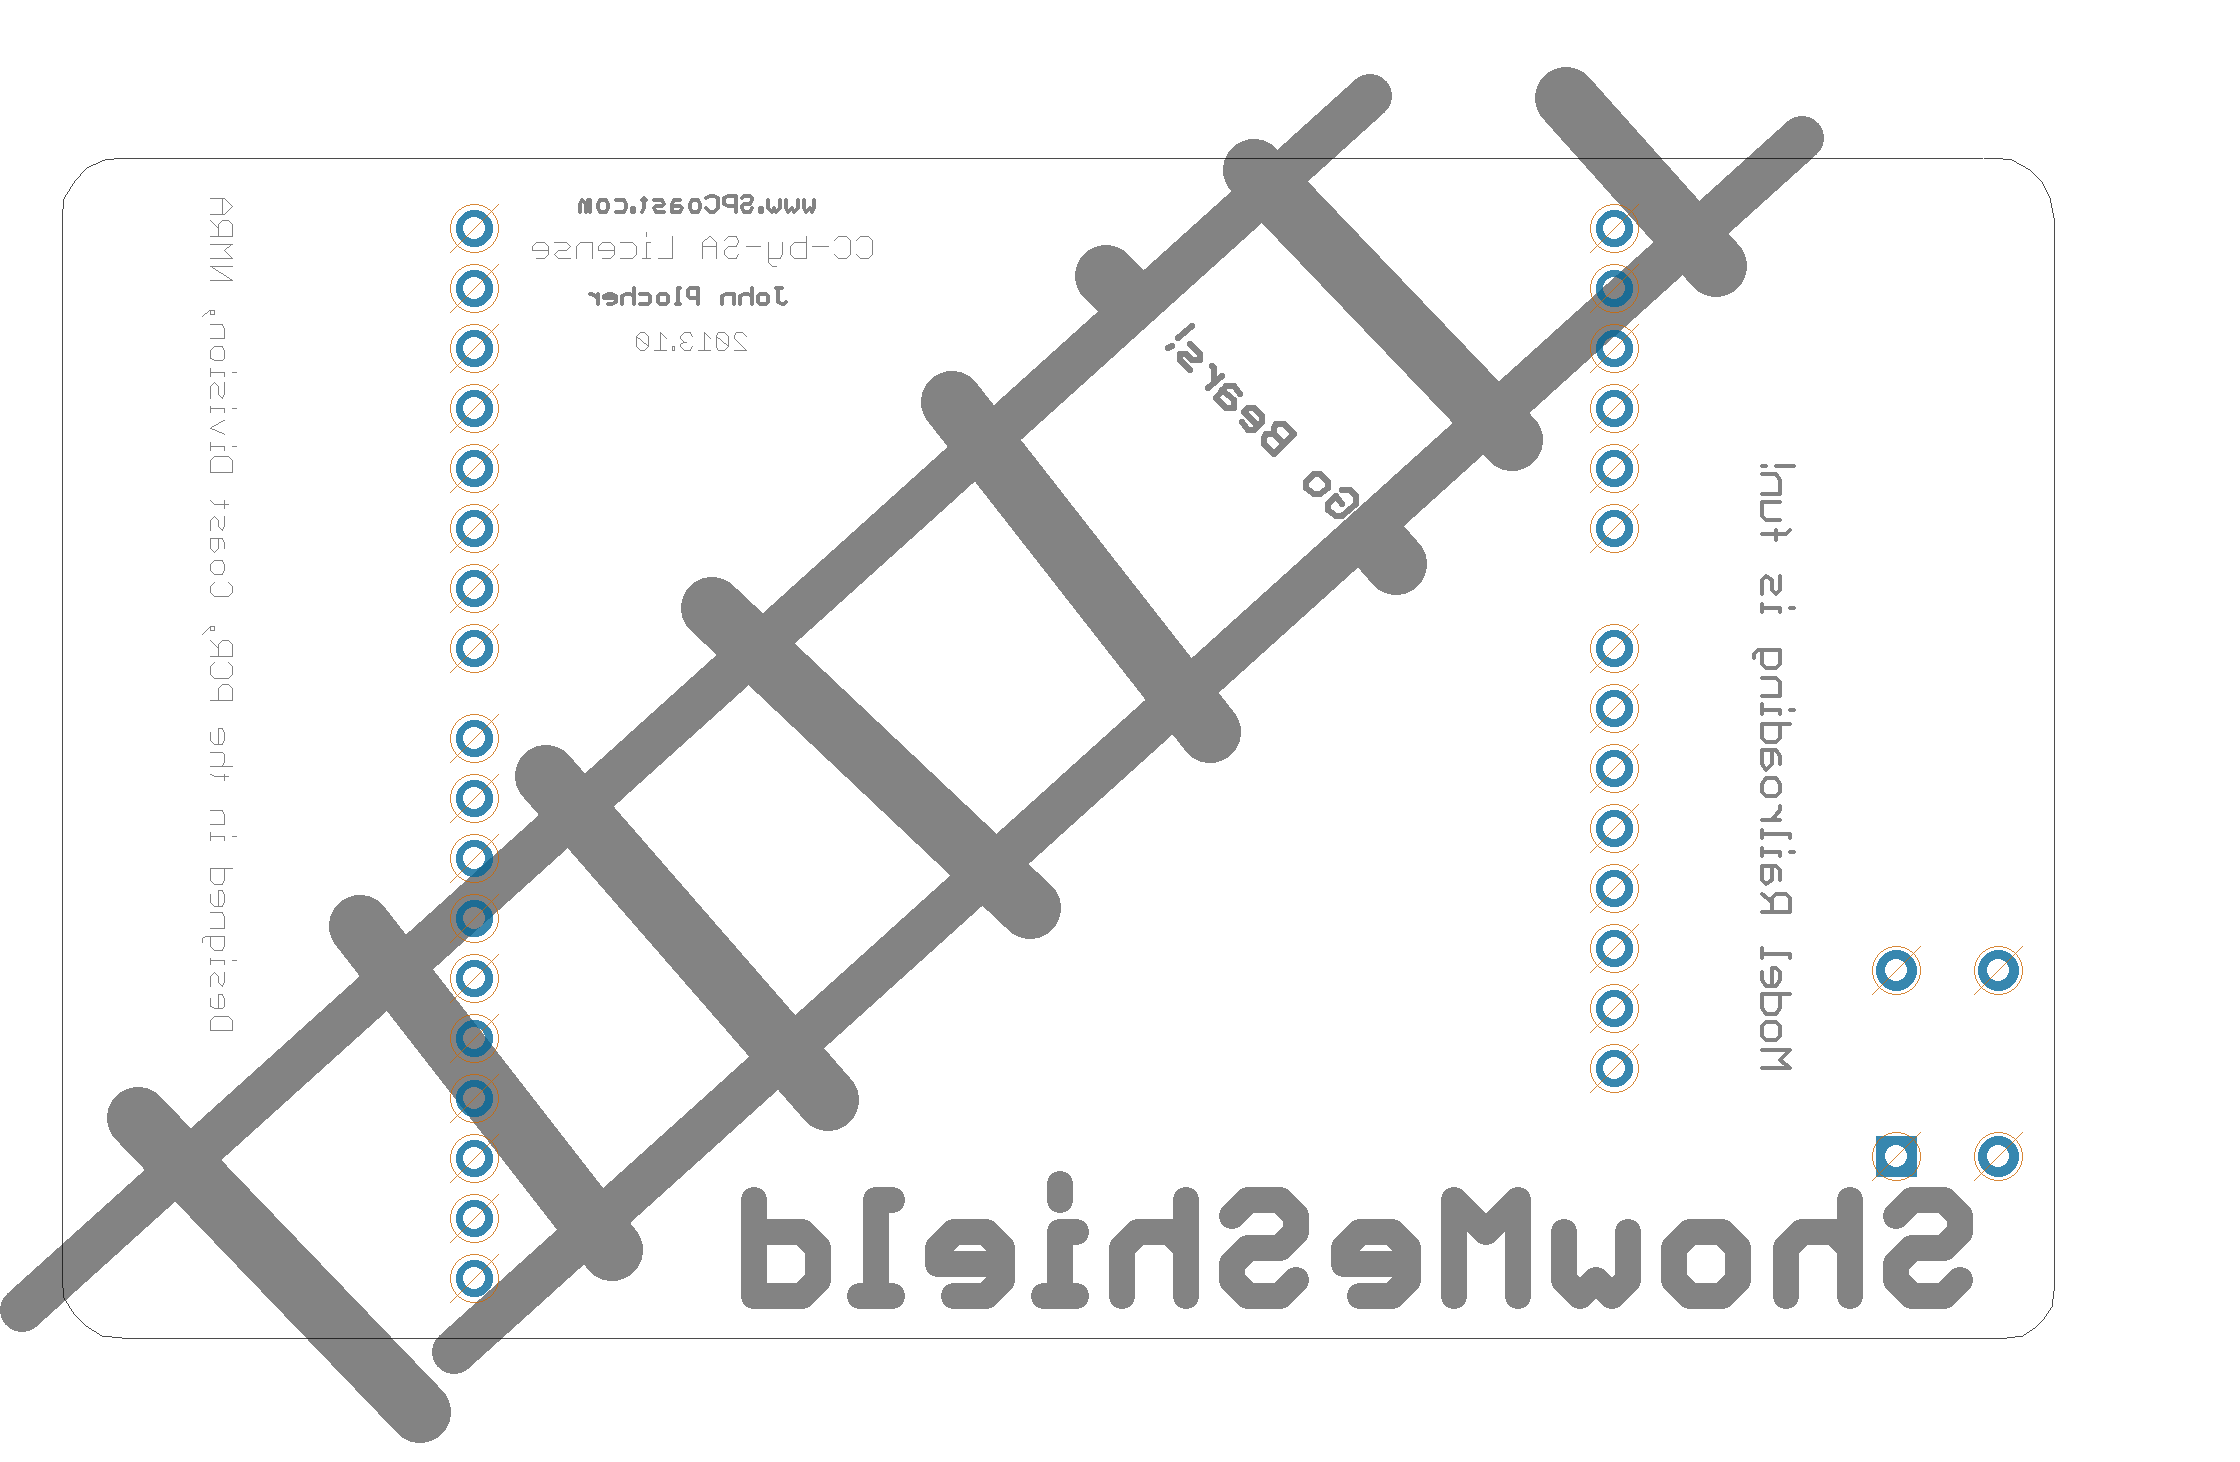 www.SPCoast.com
CC-by-SA License
John Plocher
2013.10
Go Bears!
Model Railroading is fun!
Designed in the PCR, Coast Division, NMRA
ShowMeShield